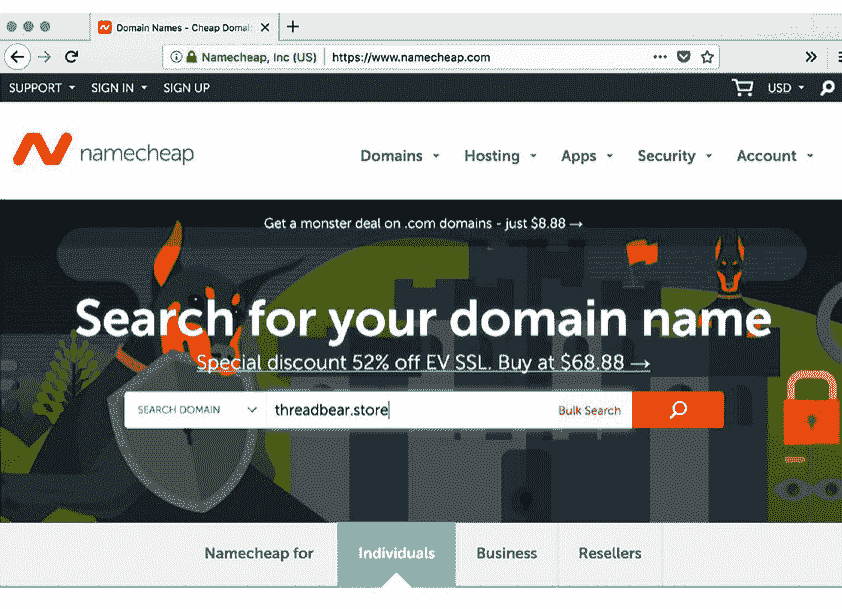 Domain Names - Cheap Domai
Namecheap, Inc (US) https://www.namecheap.com
SUPPORT SIGN IN SIGN UP USD
namecheap Domains Hosting Apps Security Account
Get a monster deal on .com domains - just $8.88 →
Search for your domain name
Special discount 52% off EV SSL. Buy at $68.88 →
SEARCH DOMAIN threadbear.store Bulk Search
Namecheap for Individuals Business Resellers